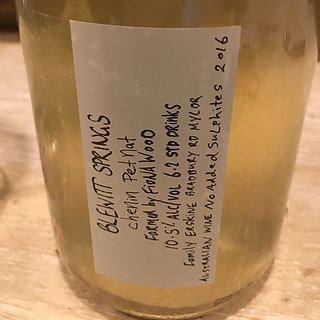 BLEWITT SPRINGS
Chenin Pet Nat
Farmed by FIONA WOOD
10.5% ALC/VOL 6.2 STD DRINKS
Family ERSKINE BRADBURY RD MYLOR
AUSTRALIAN WINE No Added SuLphites 2016